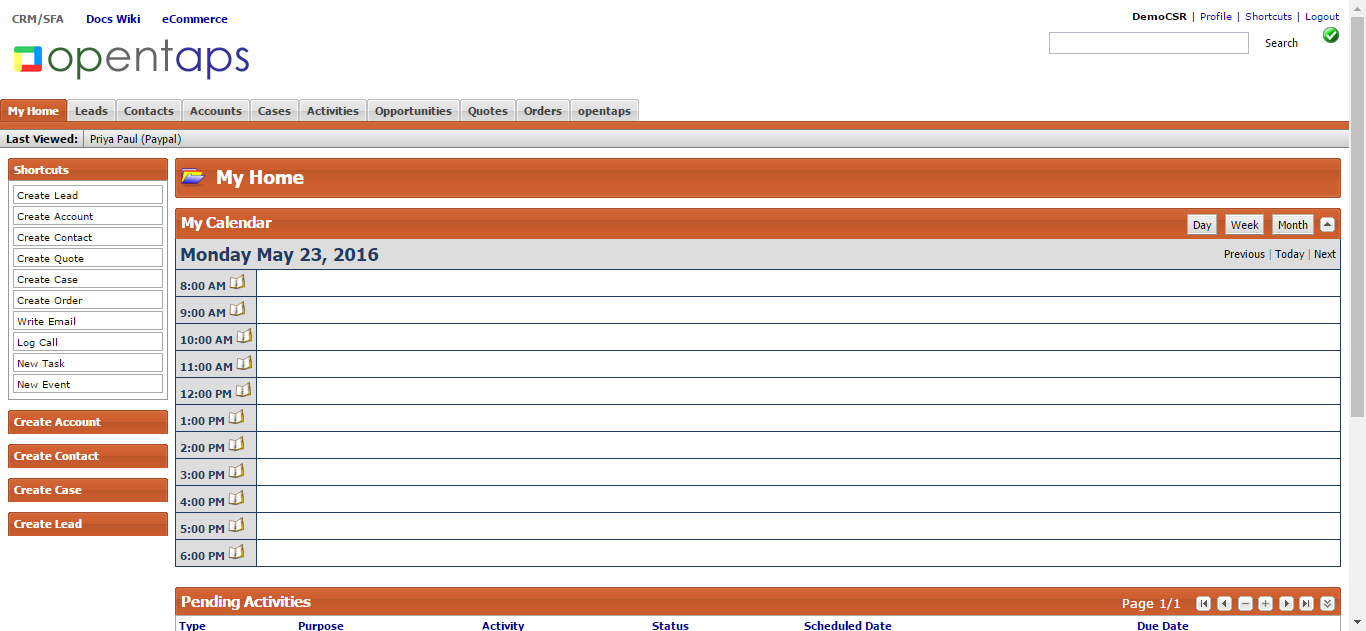 CRM/SFA Docs Wiki eCommerce
DemoCSR | Profile | Shortcuts | Logout
opentaps
Search
My Home Leads Contacts Accounts Cases Activities Opportunities Quotes Orders opentaps
Last Viewed: Priya Paul (Paypal)
Shortcuts
Create Lead
Create Account
Create Contact
Create Quote
Create Case
Create Order
Write Email
Log Call
New Task
New Event
Create Account
Create Contact
Create Case
Create Lead
My Home
My Calendar Day Week Month
Monday May 23, 2016 Previous | Today | Next
8:00 AM
9:00 AM
10:00 AM
11:00 AM
12:00 PM
1:00 PM
2:00 PM
3:00 PM
4:00 PM
5:00 PM
6:00 PM
Pending Activities Page 1/1
Type Purpose Activity Status Scheduled Date Due Date